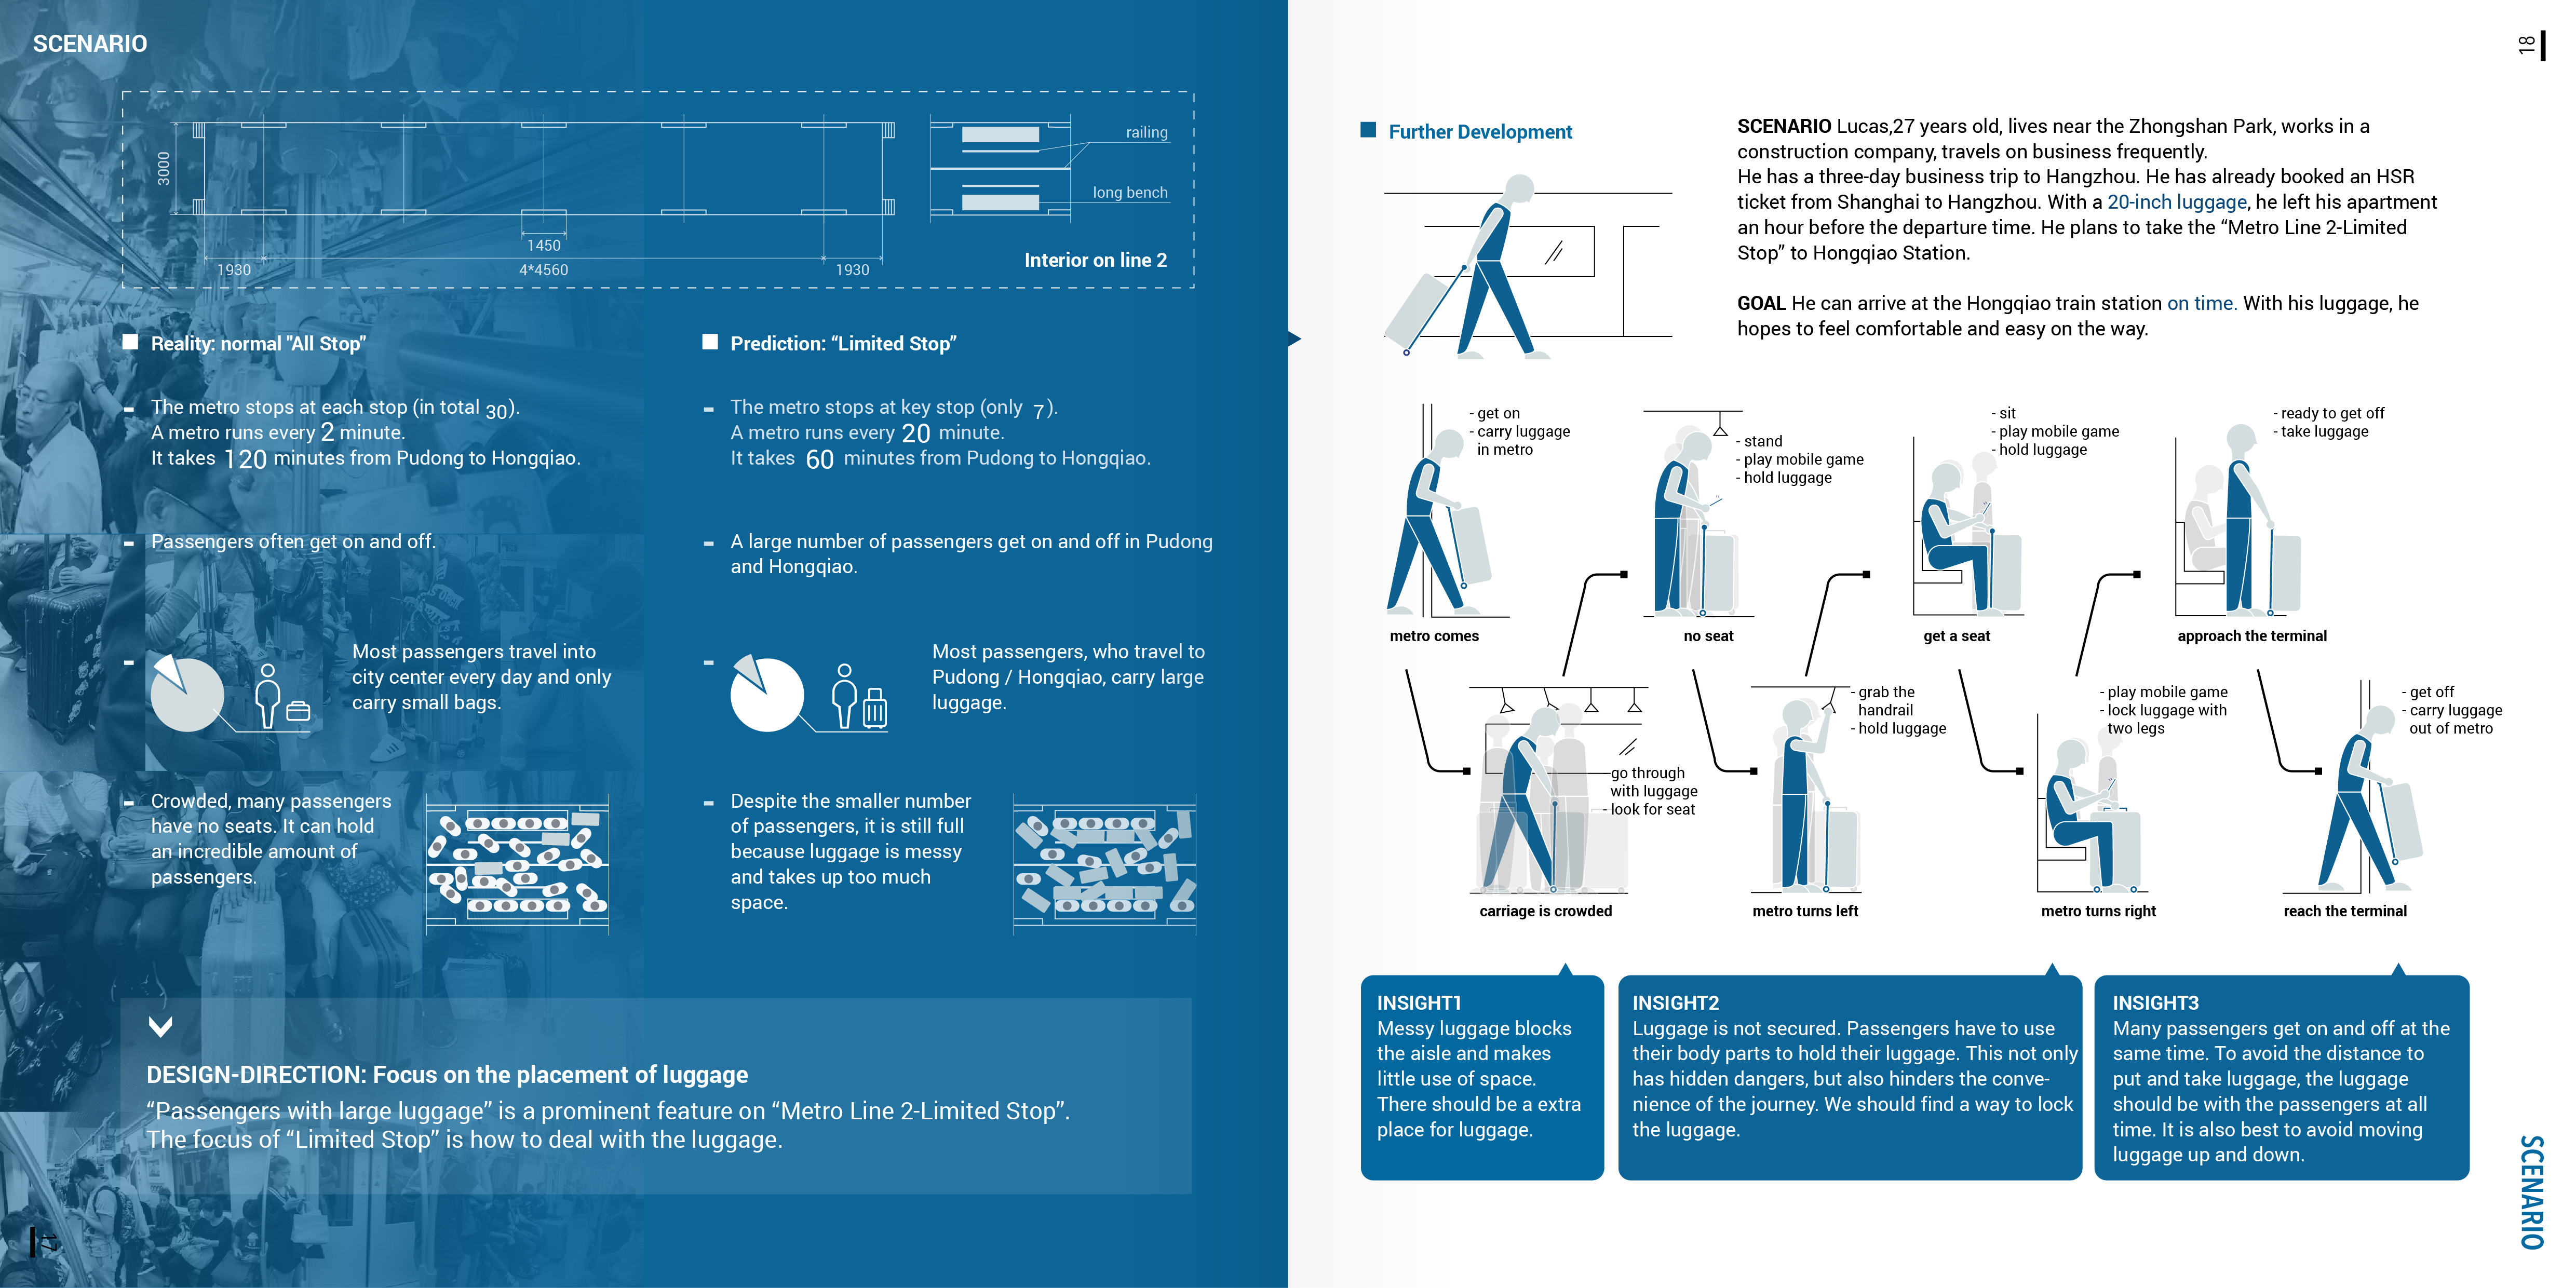 SCENARIO
3000
1450
1930
4*4560
1930
railing
long bench
Interior on line 2
Reality: normal "All Stop"
- The metro stops at each stop (in total 30).
A metro runs every 2 minute.
It takes 120 minutes from Pudong to Hongqiao.
- Passengers often get on and off.
- Most passengers travel into
city center every day and only
carry small bags.
- Crowded, many passengers
have no seats. It can hold
an incredible amount of
passengers.
Prediction: “Limited Stop”
- The metro stops at key stop (only 7).
A metro runs every 20 minute.
It takes 60 minutes from Pudong to Hongqiao.
- A large number of passengers get on and off in Pudong
and Hongqiao.
- Most passengers, who travel to
Pudong / Hongqiao, carry large
luggage.
- Despite the smaller number
of passengers, it is still full
because luggage is messy
and takes up too much
space.
DESIGN-DIRECTION: Focus on the placement of luggage
“Passengers with large luggage” is a prominent feature on “Metro Line 2-Limited Stop”.
The focus of “Limited Stop” is how to deal with the luggage.
17
18
Further Development
SCENARIO Lucas,27 years old, lives near the Zhongshan Park, works in a
construction company, travels on business frequently.
He has a three-day business trip to Hangzhou. He has already booked an HSR
ticket from Shanghai to Hangzhou. With a 20-inch luggage, he left his apartment
an hour before the departure time. He plans to take the “Metro Line 2-Limited
Stop” to Hongqiao Station.
GOAL He can arrive at the Hongqiao train station on time. With his luggage, he
hopes to feel comfortable and easy on the way.
- get on
- carry luggage
in metro
metro comes
- stand
- play mobile game
- hold luggage
no seat
- sit
- play mobile game
- hold luggage
get a seat
- ready to get off
- take luggage
approach the terminal
- go through
with luggage
- look for seat
carriage is crowded
- grab the
handrail
- hold luggage
metro turns left
- play mobile game
- lock luggage with
two legs
metro turns right
- get off
- carry luggage
out of metro
reach the terminal
INSIGHT1
Messy luggage blocks
the aisle and makes
little use of space.
There should be a extra
place for luggage.
INSIGHT2
Luggage is not secured. Passengers have to use
their body parts to hold their luggage. This not only
has hidden dangers, but also hinders the conve-
nience of the journey. We should find a way to lock
the luggage.
INSIGHT3
Many passengers get on and off at the
same time. To avoid the distance to
put and take luggage, the luggage
should be with the passengers at all
time. It is also best to avoid moving
luggage up and down.
SCENARIO